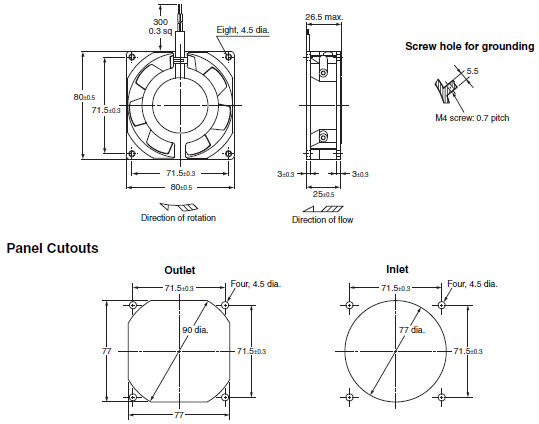 300
0.3 sq
Eight, 4.5 dia.
26.5 max.
Screw hole for grounding
5.5
M4 screw: 0.7 pitch
80±0.5
71.5±0.3
71.5±0.3
80±0.5
3±0.3
3±0.3
25±0.5
Direction of rotation
Direction of flow
Panel Cutouts
Outlet
71.5±0.3
Four, 4.5 dia.
90 dia.
77
71.5±0.3
77
Inlet
71.5±0.3
Four, 4.5 dia.
77 dia.
71.5±0.3